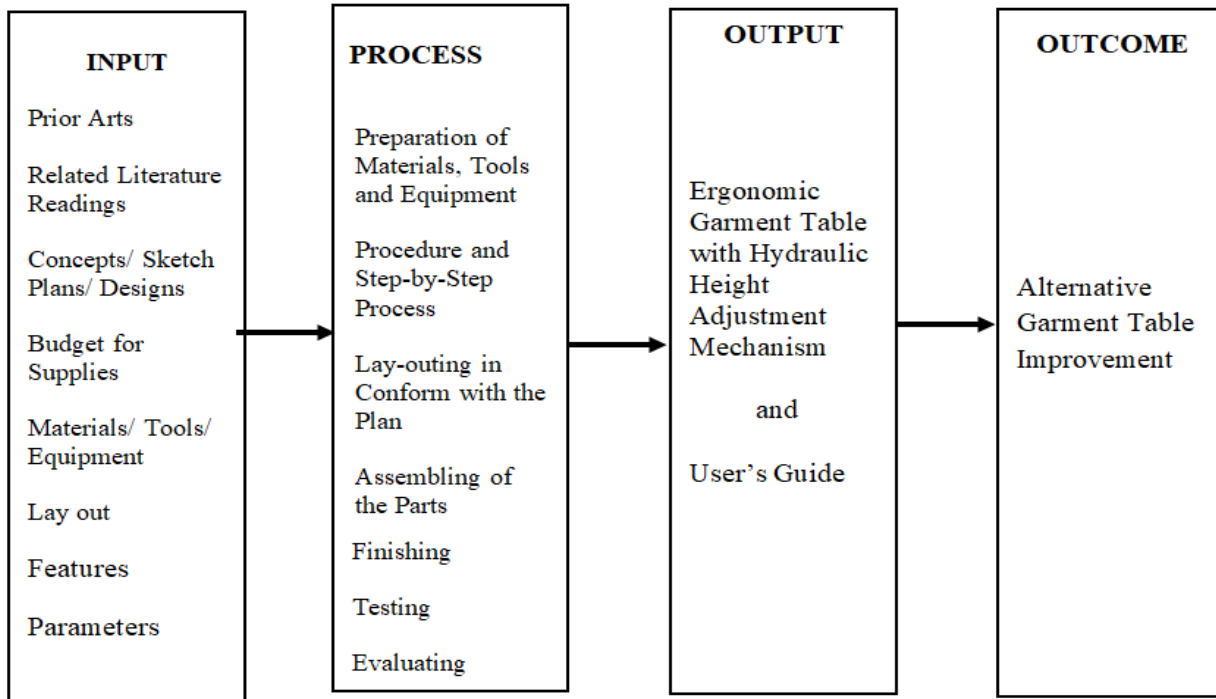 INPUT
Prior Arts
Related Literature
Readings
Concepts/ Sketch
Plans/ Designs
Budget for
Supplies
Materials/ Tools/
Equipment
Lay out
Features
Parameters
PROCESS
Preparation of
Materials, Tools
and Equipment
Procedure and
Step-by-Step
Process
Lay-outing in
Conform with the
Plan
Assembling of
the Parts
Finishing
Testing
Evaluating
OUTPUT
Ergonomic
Garment Table
with Hydraulic
Height
Adjustment
Mechanism
and
User’s Guide
OUTCOME
Alternative
Garment Table
Improvement